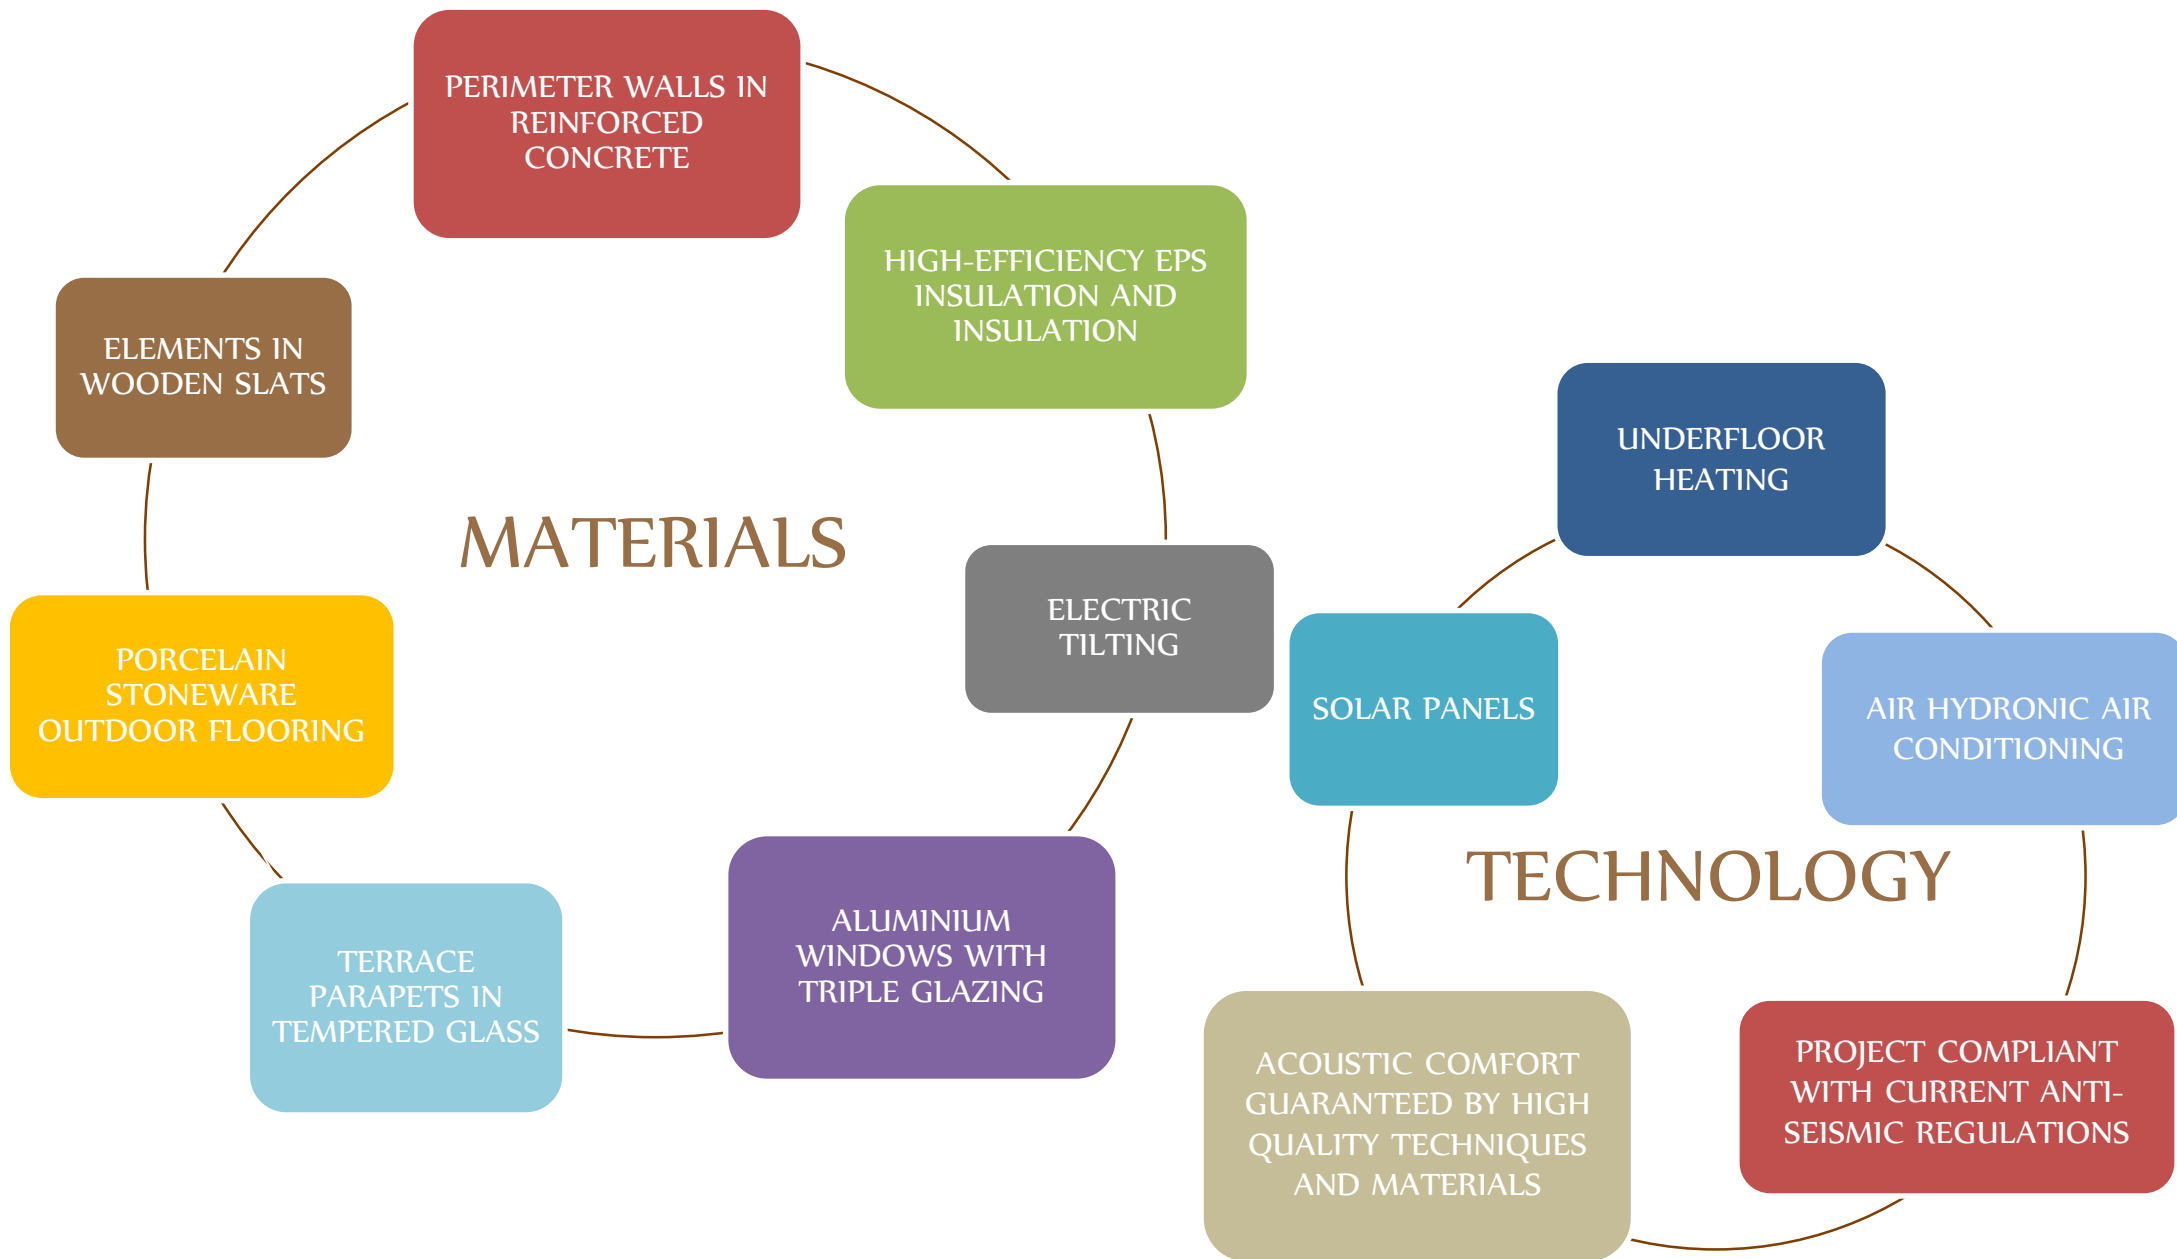 PERIMETER WALLS IN
REINFORCED
CONCRETE
HIGH-EFFICIENCY EPS
INSULATION AND
INSULATION
ELECTRIC
TILTING
ALUMINIUM
WINDOWS WITH
TRIPLE GLAZING
TERRACE
PARAPETS IN
TEMPERED GLASS
PORCELAIN
STONEWARE
OUTDOOR FLOORING
ELEMENTS IN
WOODEN SLATS
MATERIALS
UNDERFLOOR
HEATING
AIR HYDRONIC AIR
CONDITIONING
PROJECT COMPLIANT
WITH CURRENT ANTI-
SEISMIC REGULATIONS
ACOUSTIC COMFORT
GUARANTEED BY HIGH
QUALITY TECHNIQUES
AND MATERIALS
SOLAR PANELS
TECHNOLOGY